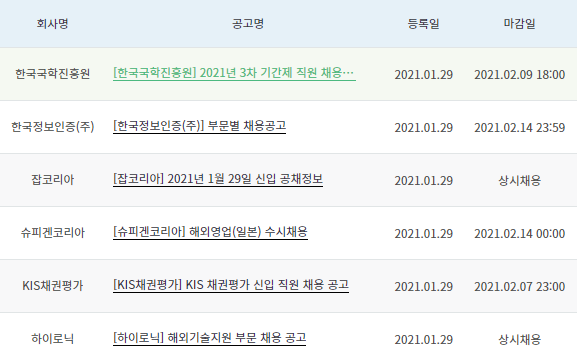 회사명 공고명 등록일 마감일
한국국학진흥원 [한국국학진흥원] 2021년 3차 기간제 직원 채용… 2021.01.29 2021.02.09 18:00
한국정보인증(주) [한국정보인증(주)] 부문별 채용공고 2021.01.29 2021.02.14 23:59
잡코리아 [잡코리아] 2021년 1월 29일 신입 공채정보 2021.01.29 상시채용
슈피겐코리아 [슈피겐코리아] 해외영업(일본) 수시채용 2021.01.29 2021.02.14 00:00
KIS채권평가 [KIS채권평가] KIS 채권평가 신입 직원 채용 공고 2021.01.29 2021.02.07 23:00
하이로닉 [하이로닉] 해외기술지원 부문 채용 공고 2021.01.29 상시채용